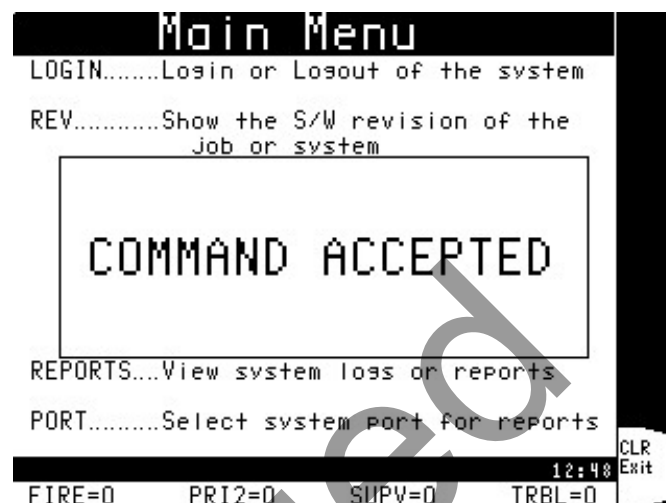 Main Menu
LOGIN.......Login or Logout of the system
REV...........Show the S/W revision of the
job or system
COMMAND ACCEPTED
REPORTS....View system logs or reports
PORT.........Select system port for reports
CLR
12:48 Exit
FIRE=0 PRI2=0 SUPV=0 TRBL=0